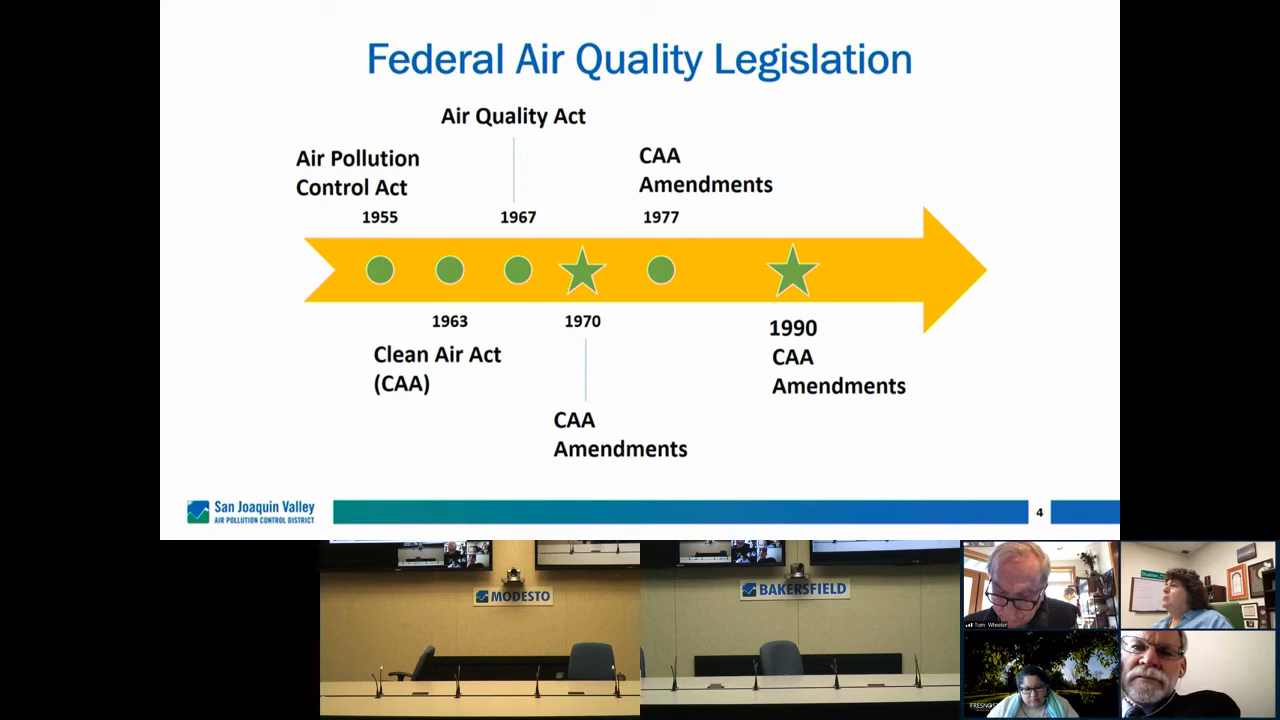 Federal Air Quality Legislation
Air Quality Act
Air Pollution
Control Act
CAA
Amendments
1955
1967
1977
1963
1970
1990
Clean Air Act
(CAA)
CAA
Amendments
CAA
Amendments
San Joaquin Valley
AIR POLLUTION CONTROL DISTRICT
4
MODESTO
BAKERSFIELD
Tom Wheeler